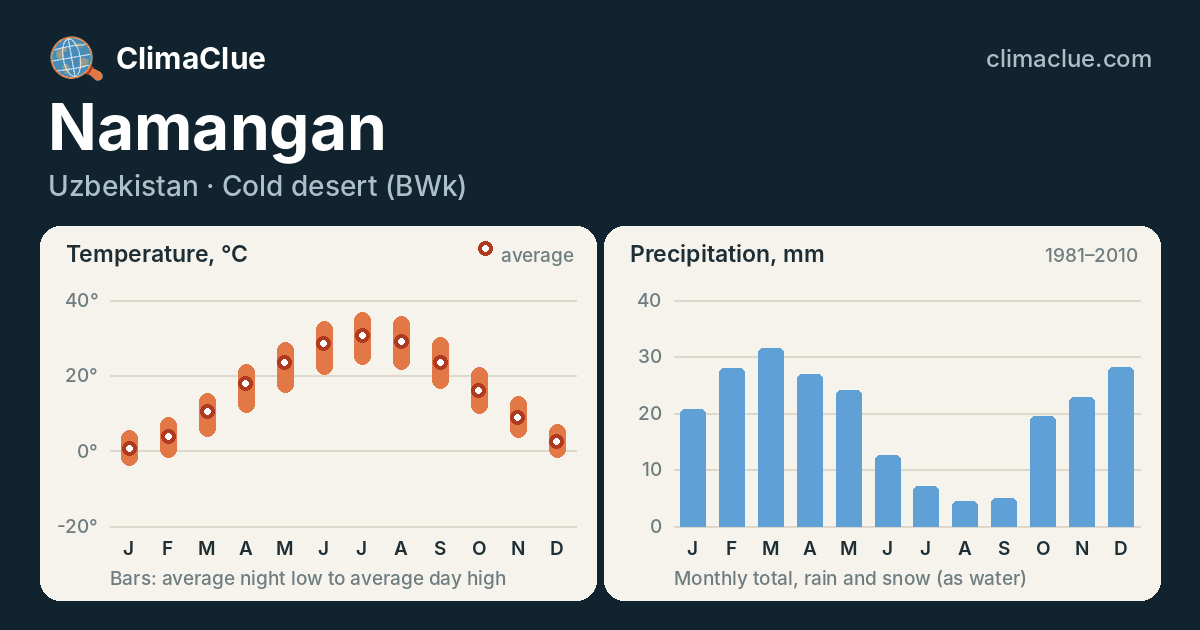 ClimaClue
climaclue.com
Namangan
Uzbekistan · Cold desert (BWk)
Temperature, °C
average
40°
20°
0°
-20°
J F M A M J J A S O N D
Bars: average night low to average day high
Precipitation, mm
1981–2010
40
30
20
10
0
J F M A M J J A S O N D
Monthly total, rain and snow (as water)